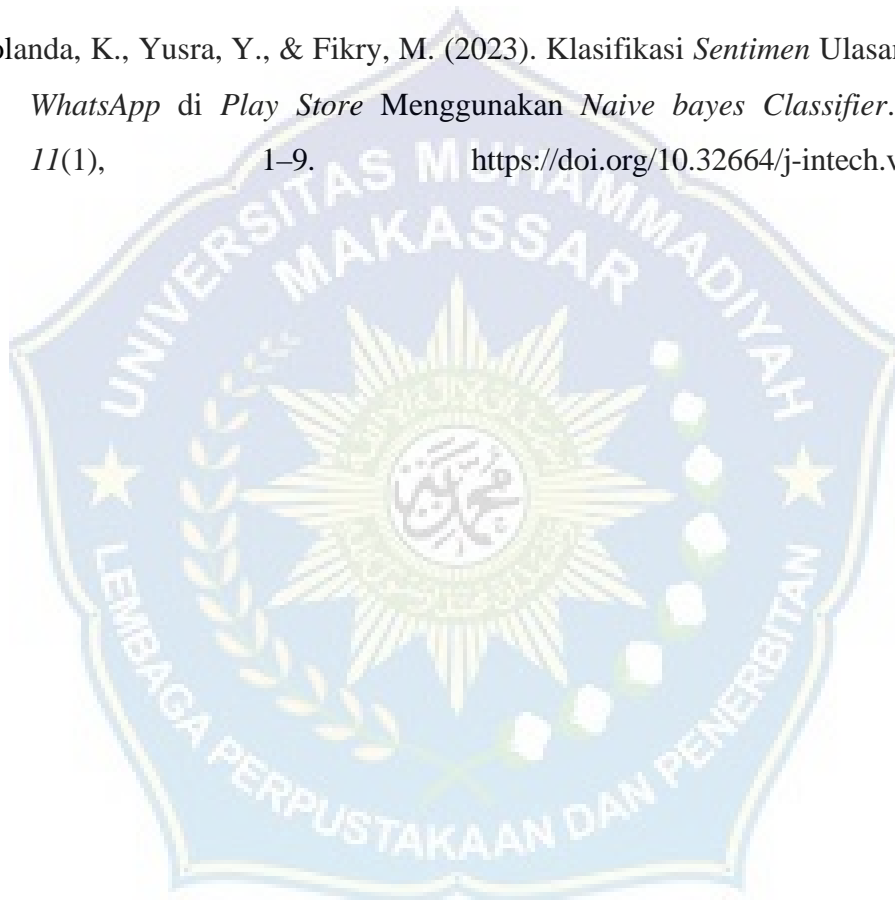 olanda, K., Yusra, Y., & Fikry, M. (2023). Klasifikasi Sentimen Ulasan
WhatsApp di Play Store Menggunakan Naive bayes Classifier.
11(1), 1–9. https://doi.org/10.32664/j-intech.v
UNIVERSITAS MUHAMMADIYAH
MAKASSAR
LEMBAGA PERPUSTAKAAN DAN PENERBITAN